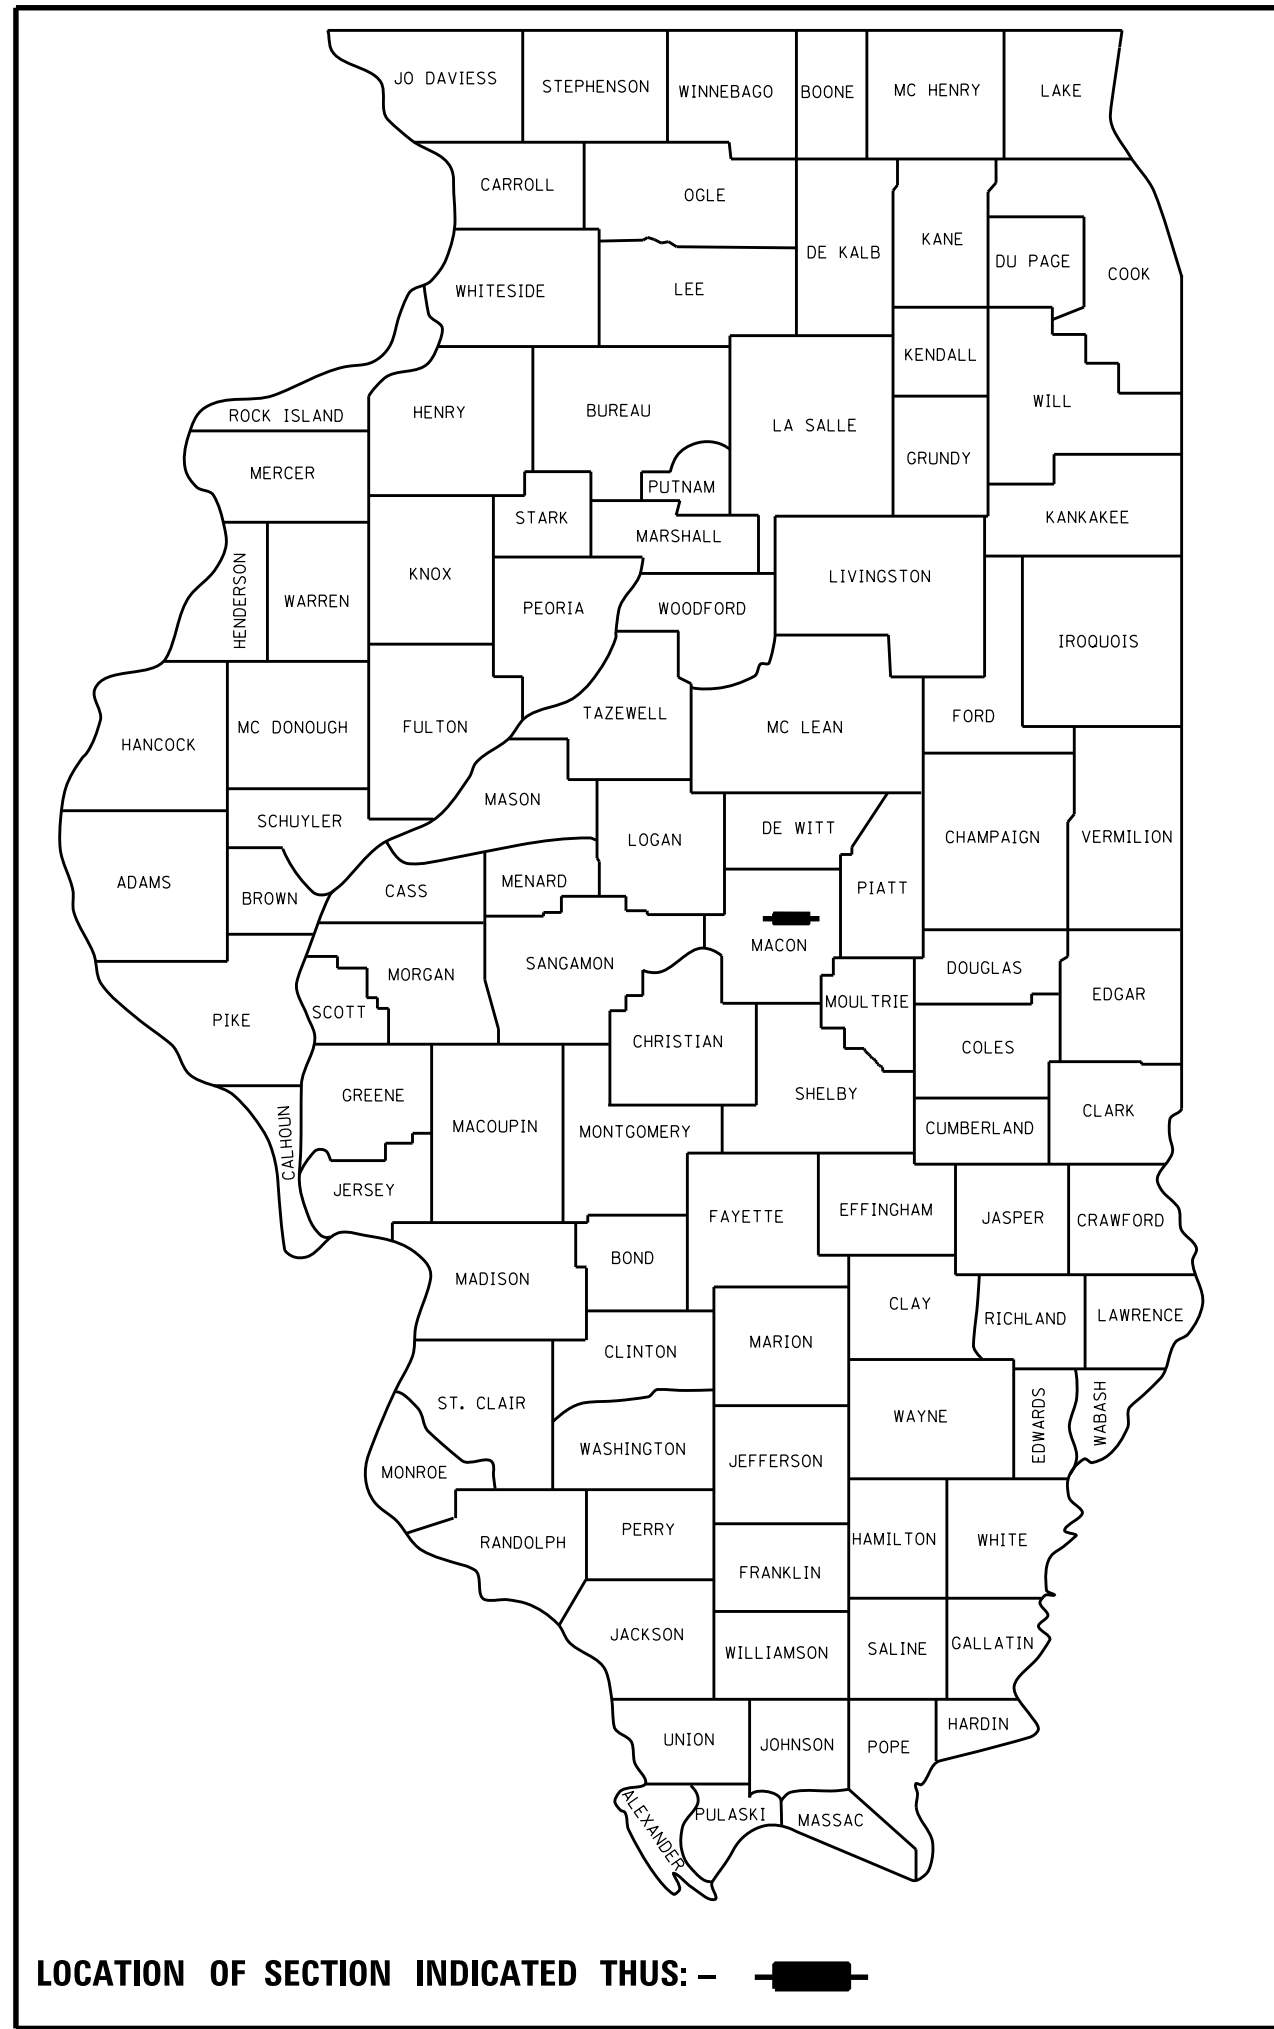 JO DAVIESS
STEPHENSON
WINNEBAGO
BOONE
MC HENRY
LAKE
CARROLL
OGLE
DE KALB
KANE
DU PAGE
COOK
WHITESIDE
LEE
KENDALL
ROCK ISLAND
HENRY
BUREAU
LA SALLE
WILL
MERCER
GRUNDY
PUTNAM
STARK
MARSHALL
KANKAKEE
HENDERSON
WARREN
KNOX
PEORIA
WOODFORD
LIVINGSTON
IROQUOIS
HANCOCK
MC DONOUGH
FULTON
TAZEWELL
MC LEAN
FORD
MASON
SCHUYLER
LOGAN
DE WITT
CHAMPAIGN
VERMILION
ADAMS
BROWN
CASS
MENARD
PIATT
MACON
MORGAN
SANGAMON
DOUGLAS
EDGAR
PIKE
SCOTT
CHRISTIAN
MOULTRIE
COLES
GREENE
SHELBY
CALHOUN
MACOUPIN
MONTGOMERY
CUMBERLAND
CLARK
JERSEY
FAYETTE
EFFINGHAM
JASPER
CRAWFORD
MADISON
BOND
CLAY
RICHLAND
LAWRENCE
CLINTON
MARION
ST. CLAIR
WAYNE
EDWARDS
WABASH
MONROE
WASHINGTON
JEFFERSON
RANDOLPH
PERRY
HAMILTON
WHITE
FRANKLIN
JACKSON
WILLIAMSON
SALINE
GALLATIN
UNION
JOHNSON
POPE
HARDIN
ALEXANDER
PULASKI
MASSAC
LOCATION OF SECTION INDICATED THUS: –